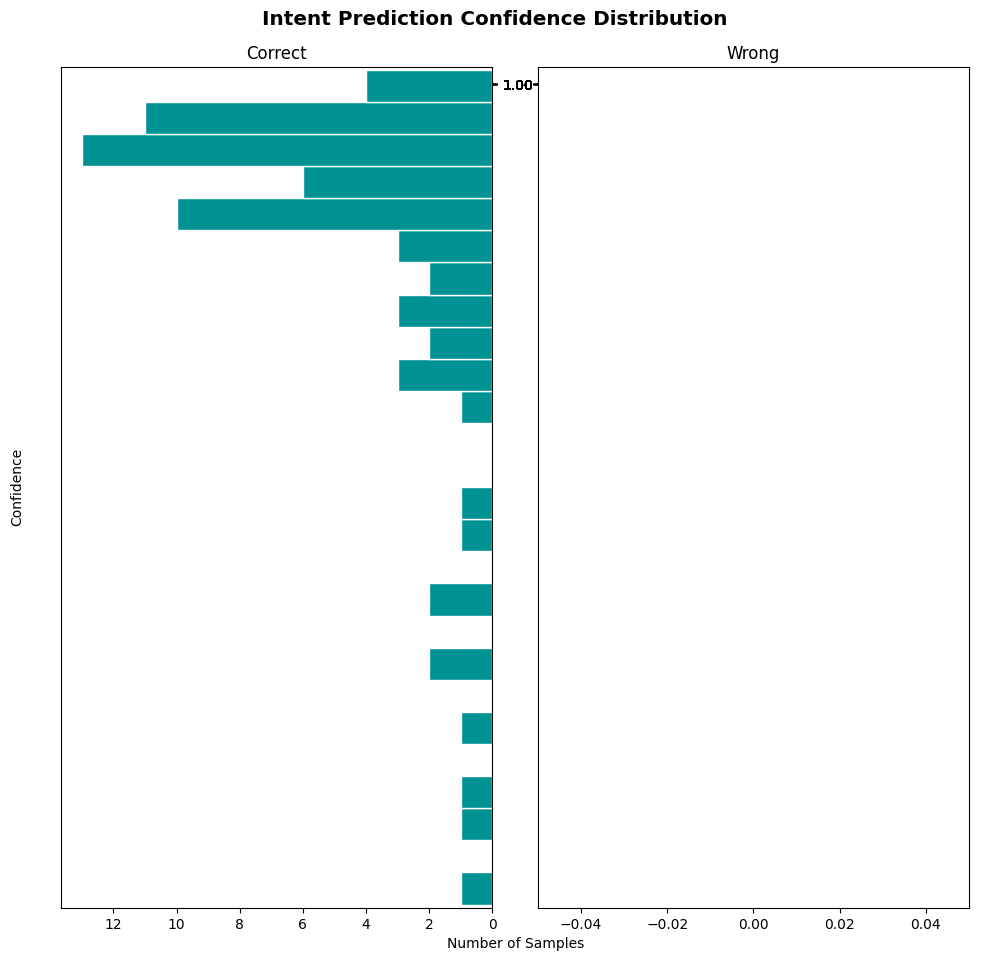 Intent Prediction Confidence Distribution
Correct
Wrong
1.00
Confidence
12 10 8 6 4 2 0
−0.04 −0.02 0.00 0.02 0.04
Number of Samples